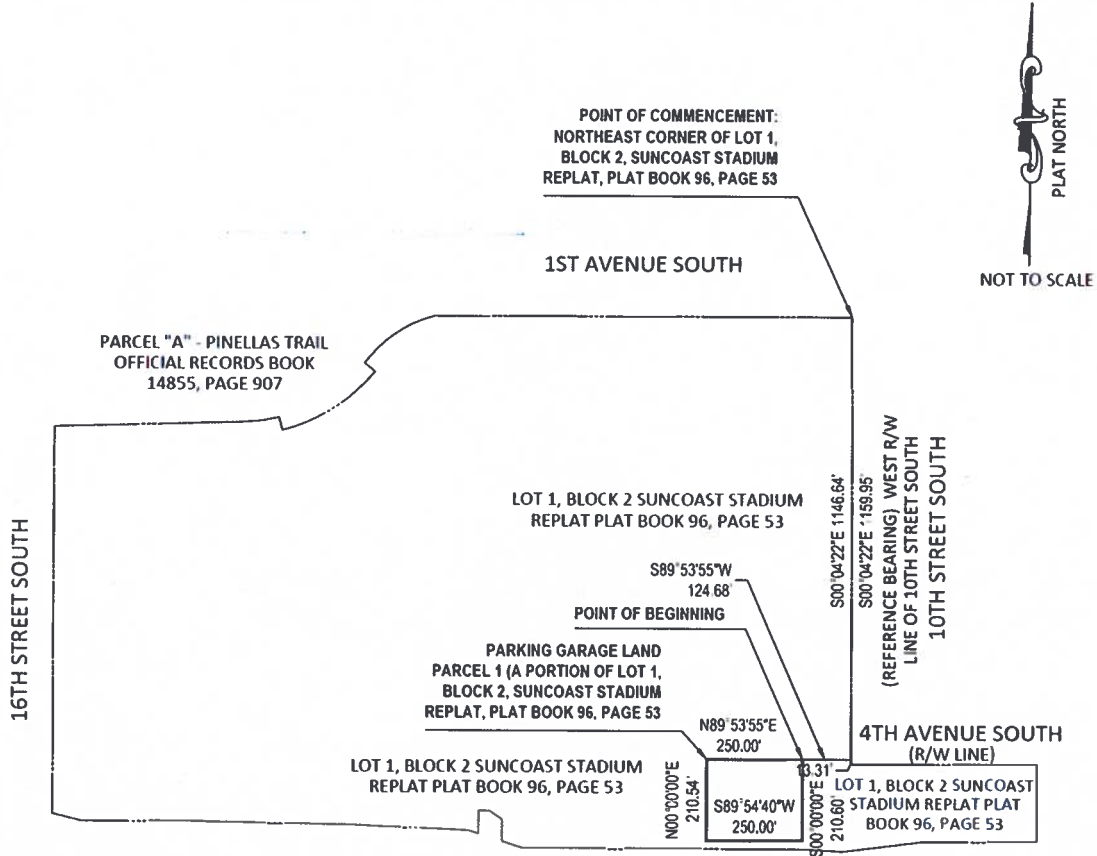 POINT OF COMMENCEMENT:
NORTHEAST CORNER OF LOT 1,
BLOCK 2, SUNCOAST STADIUM
REPLAT, PLAT BOOK 96, PAGE 53
PLAT NORTH
NOT TO SCALE
1ST AVENUE SOUTH
PARCEL "A" - PINELLAS TRAIL
OFFICIAL RECORDS BOOK
14855, PAGE 907
16TH STREET SOUTH
LOT 1, BLOCK 2 SUNCOAST STADIUM
REPLAT PLAT BOOK 96, PAGE 53
S00°04'22"E 1146.64'
S00°04'22"E 1159.95'
(REFERENCE BEARING) WEST R/W
LINE OF 10TH STREET SOUTH
10TH STREET SOUTH
S89°53'55"W
124.68'
POINT OF BEGINNING
PARKING GARAGE LAND
PARCEL 1 (A PORTION OF LOT 1,
BLOCK 2, SUNCOAST STADIUM
REPLAT, PLAT BOOK 96, PAGE 53
N89°53'55"E
250.00'
4TH AVENUE SOUTH
(R/W LINE)
13.31'
LOT 1, BLOCK 2 SUNCOAST STADIUM
REPLAT PLAT BOOK 96, PAGE 53
N00°00'00"E
210.54'
S89°54'40"W
250.00'
S00°00'00"E
210.60'
LOT 1, BLOCK 2 SUNCOAST
STADIUM REPLAT PLAT
BOOK 96, PAGE 53